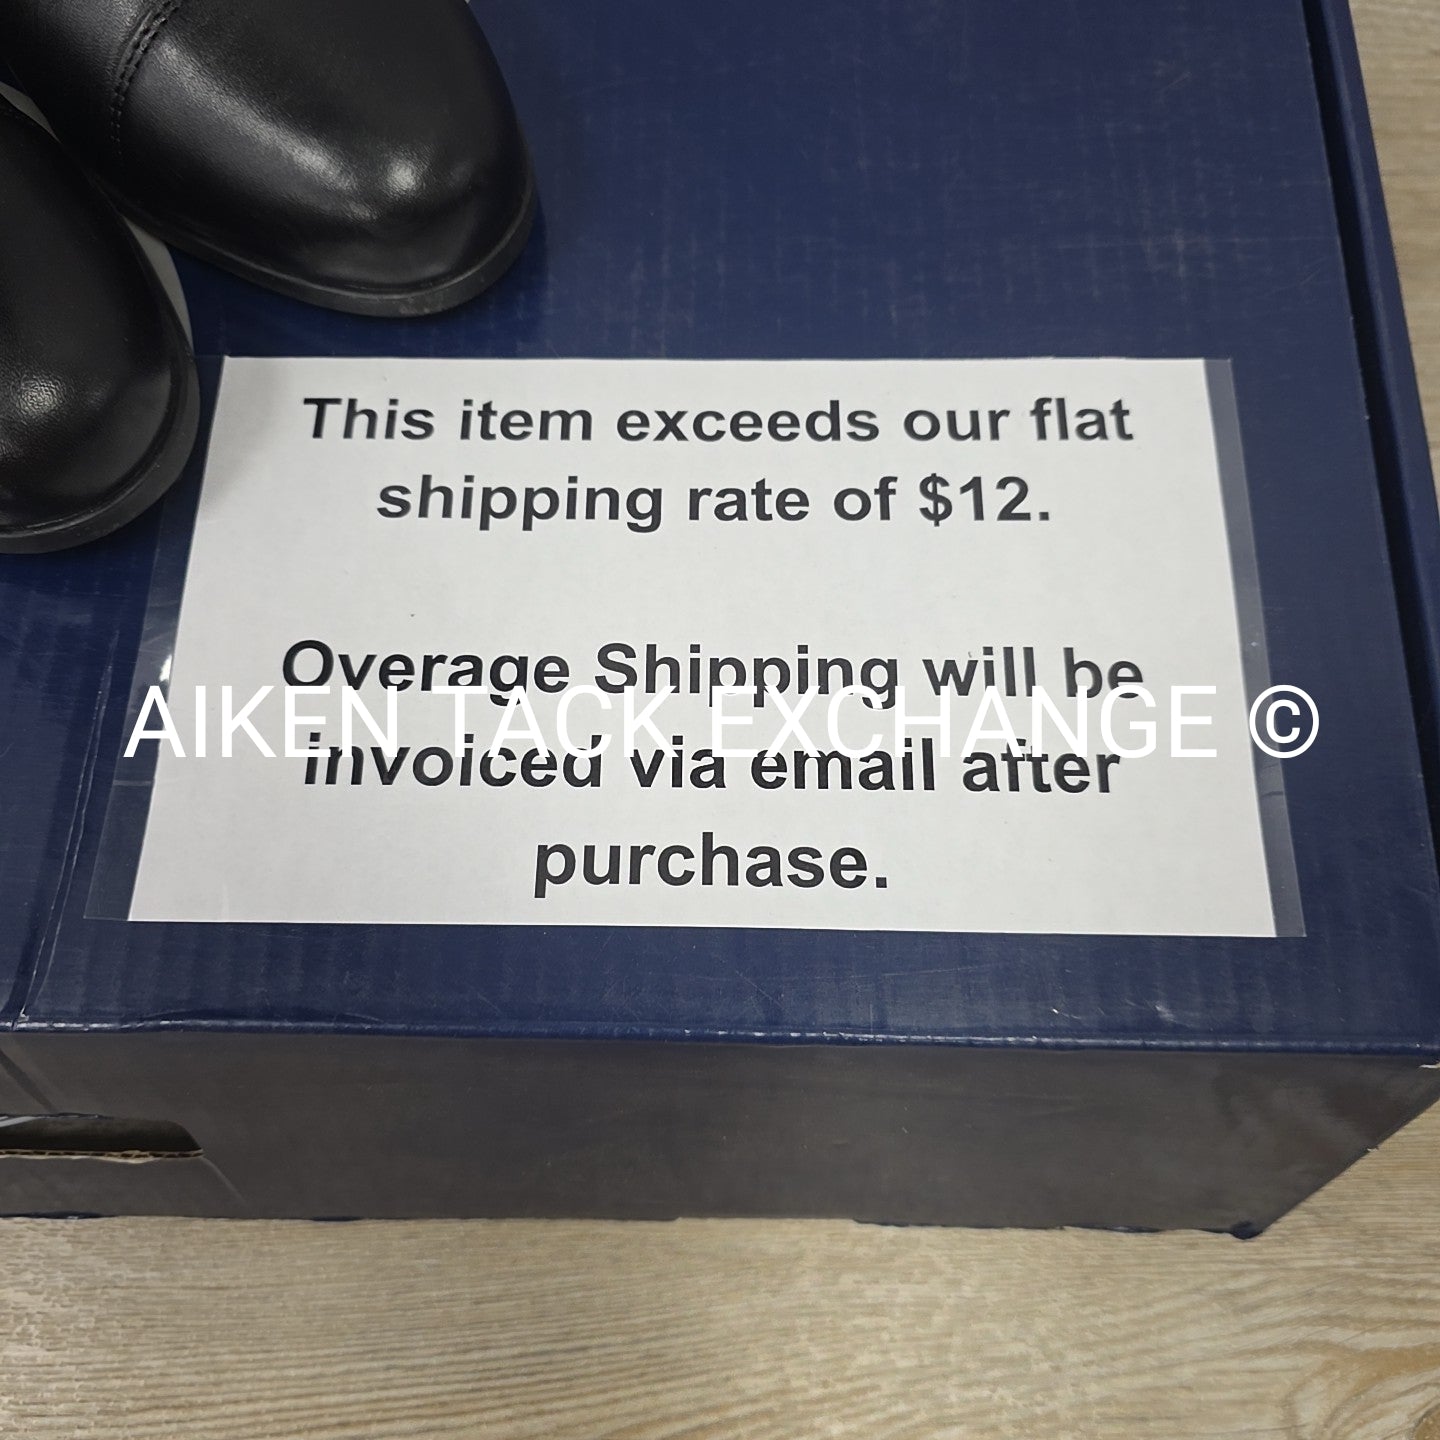 This item exceeds our flat
shipping rate of $12.
Overage Shipping will be
AIKEN TACK EXCHANGE ©
invoiced via email after
purchase.